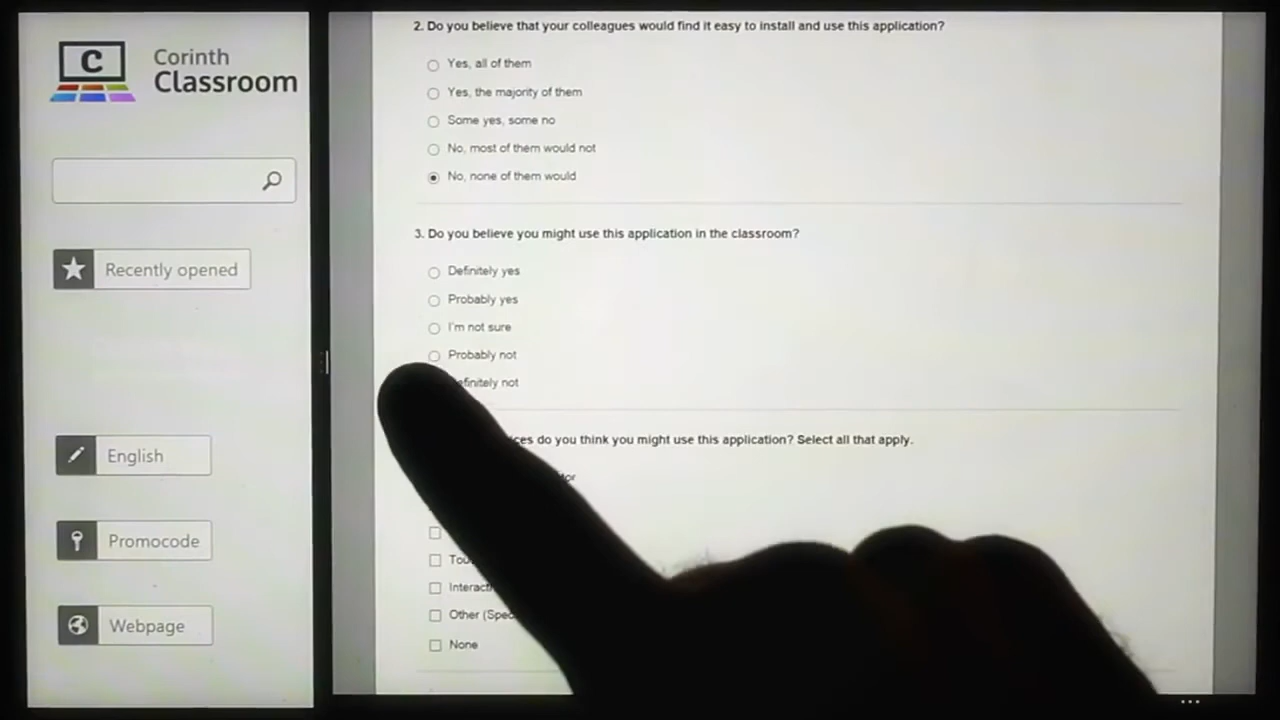 Corinth
Classroom
Recently opened
English
Promocode
Webpage
2. Do you believe that your colleagues would find it easy to install and use this application?
Yes, all of them
Yes, the majority of them
Some yes, some no
No, most of them would not
No, none of them would
3. Do you believe you might use this application in the classroom?
Definitely yes
Probably yes
I'm not sure
Probably not
efinitely not
do you think you might use this application? Select all that apply.
Other
None